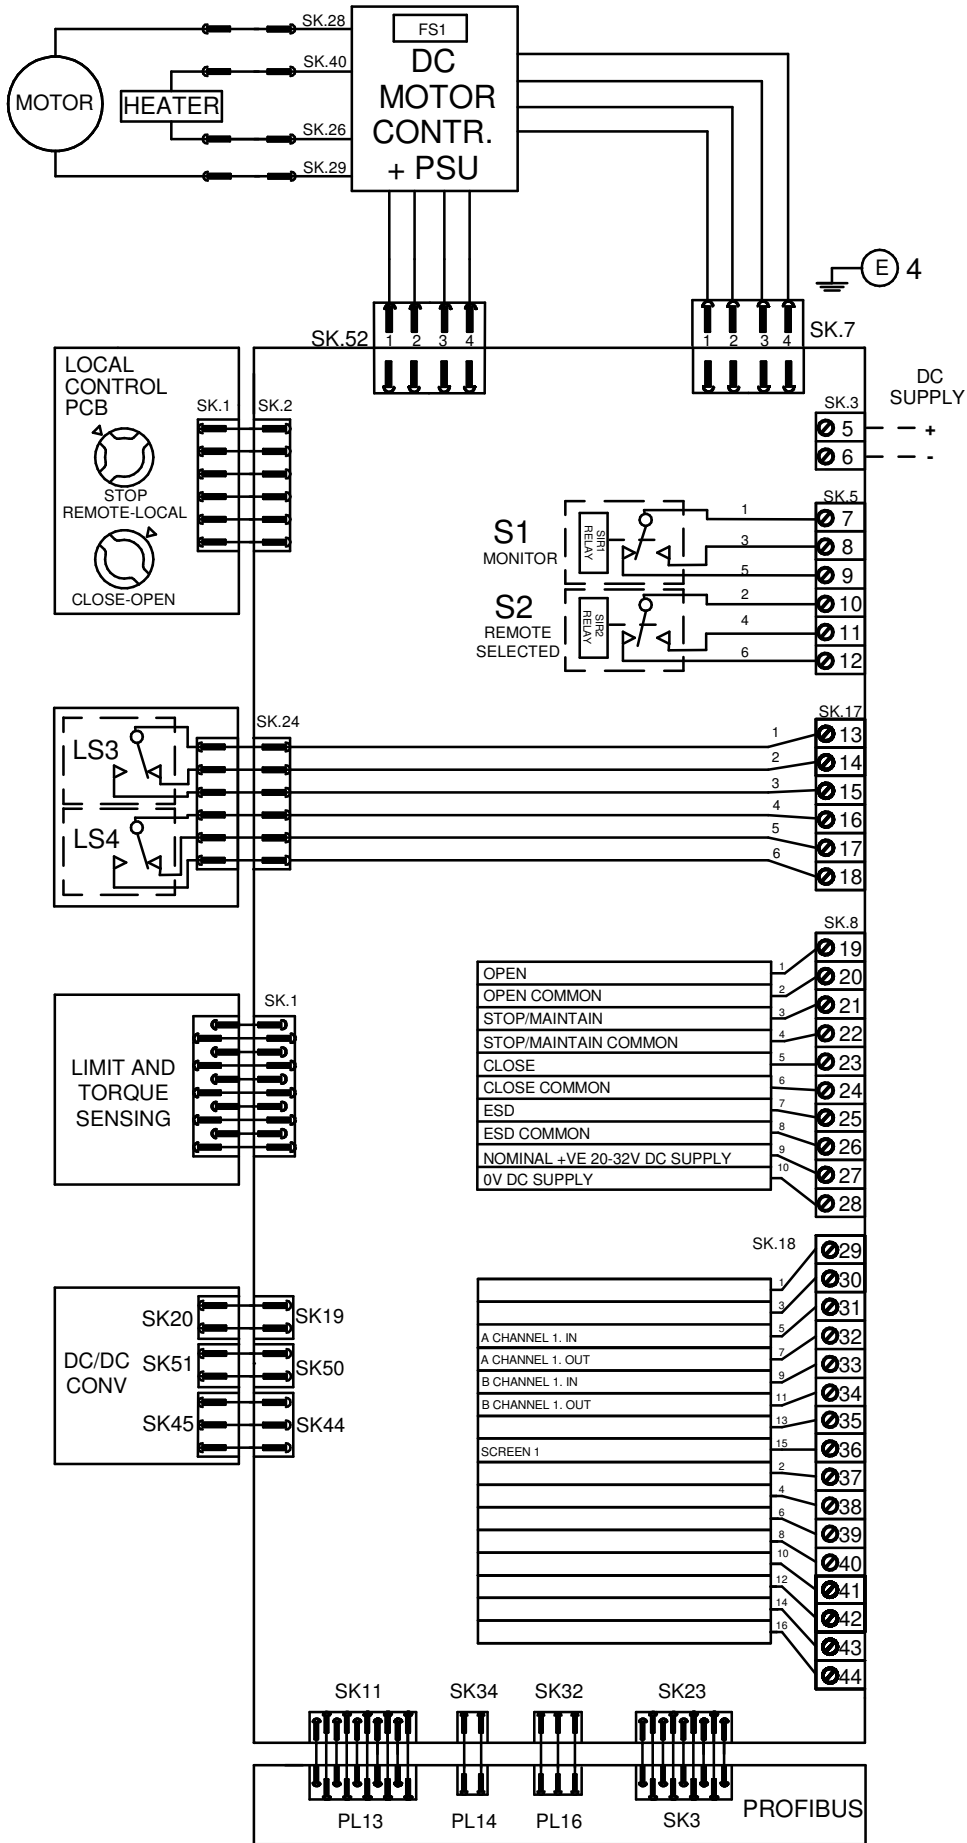 SK.28
FS1
SK.40
DC
MOTOR
CONTR.
+ PSU
MOTOR
HEATER
SK.26
SK.29
E 4
SK.52 1 2 3 4
1 2 3 4 SK.7
LOCAL
CONTROL
PCB
SK.1 SK.2
STOP
REMOTE-LOCAL
CLOSE-OPEN
DC
SUPPLY
SK.3
5 +
6 -
SK.5
S1
MONITOR
SIR1
RELAY
1 7
3 8
5 9
S2
REMOTE
SELECTED
SIR2
RELAY
2 10
4 11
6 12
LS3
LS4
SK.24
SK.17
1 13
2 14
3 15
4 16
5 17
6 18
SK.8
OPEN 1 19
OPEN COMMON 2 20
STOP/MAINTAIN 3 21
STOP/MAINTAIN COMMON 4 22
CLOSE 5 23
CLOSE COMMON 6 24
ESD 7 25
ESD COMMON 8 26
NOMINAL +VE 20-32V DC SUPPLY 9 27
0V DC SUPPLY 10 28
SK.1
LIMIT AND
TORQUE
SENSING
SK.18
1 29
3 30
A CHANNEL 1. IN 5 31
A CHANNEL 1. OUT 7 32
B CHANNEL 1. IN 9 33
B CHANNEL 1. OUT 11 34
13 35
SCREEN 1 15 36
2 37
4 38
6 39
8 40
10 41
12 42
14 43
16 44
DC/DC
CONV
SK20 SK19
SK51 SK50
SK45 SK44
SK11 SK34 SK32 SK23
PL13 PL14 PL16 SK3
PROFIBUS